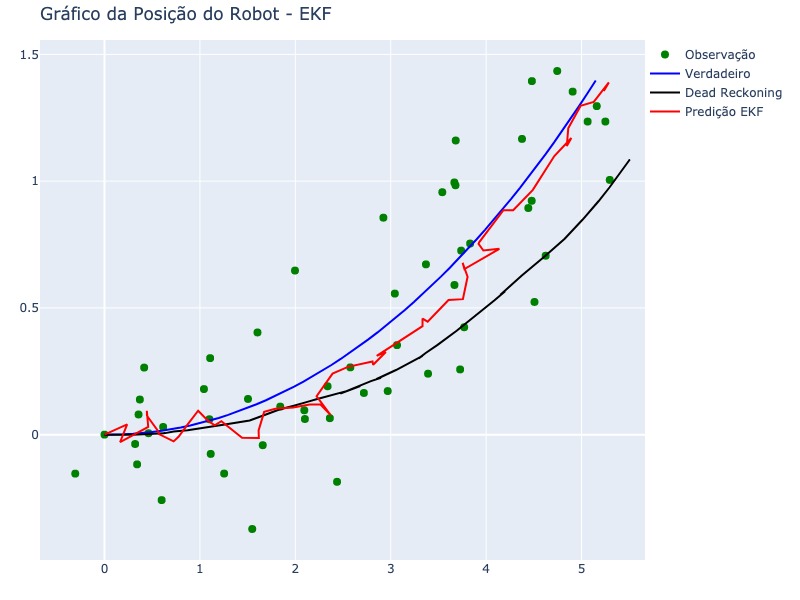 Gráfico da Posição do Robot - EKF
Observação
Verdadeiro
Dead Reckoning
Predição EKF
1.5
1
0.5
0
0 1 2 3 4 5